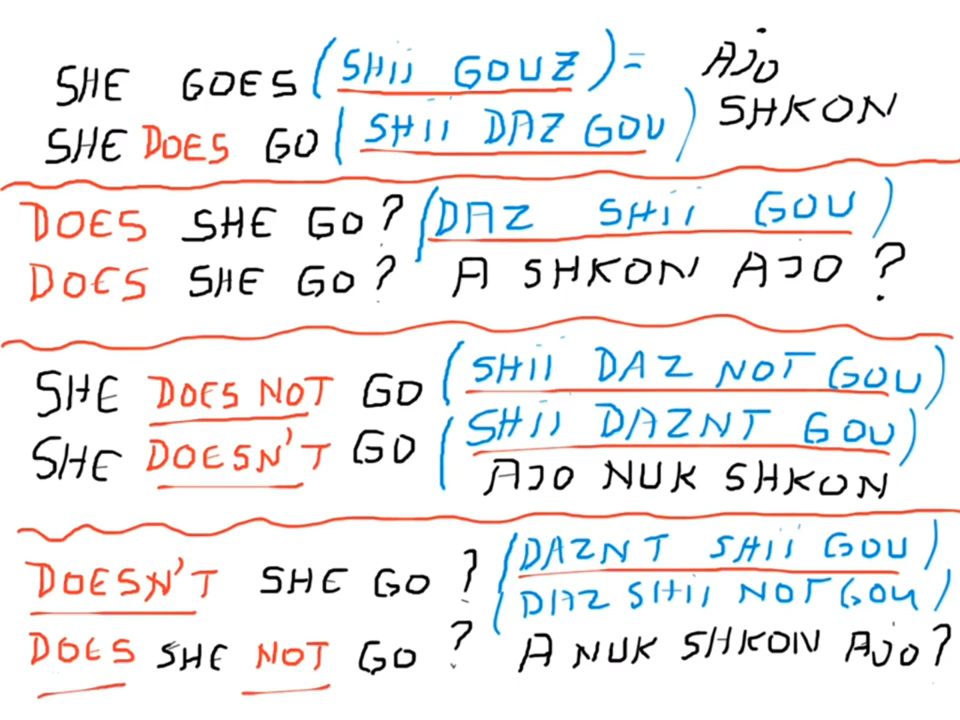 SHE GOES (SHii GOUZ) = AJO
SHE DOES GO (SHii DAZ GOU) SHKON
DOES SHE GO? (DAZ SHii GOU)
DOES SHE GO? A SHKON AJO?
SHE DOES NOT GO (SHii DAZ NOT GOU)
SHE DOESN'T GO (SHii DAZNT GOU)
AJO NUK SHKON
DOESN'T SHE GO? (DAZNT SHii GOU)
(DIAZ SHii NOT GOU)
DOES SHE NOT GO? A NUK SHKON AJO?